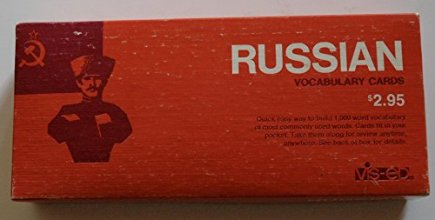 RUSSIAN
VOCABULARY CARDS
$2.95
Quick, easy way to build 1,000 word vocabulary
of most commonly used words. Cards fit in your
pocket. Take them along for review anytime,
anywhere. See back of box for details.
vis-ed